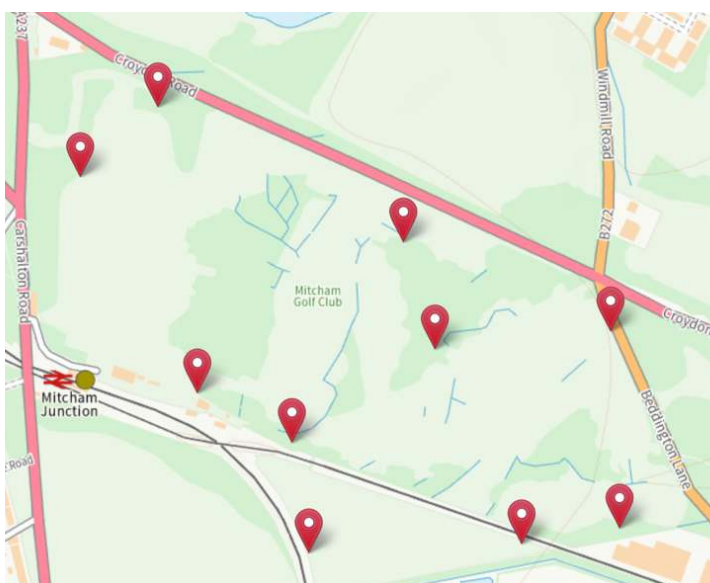 A237
Croydon Road
Windmill Road
Carshalton Road
B272
Mitcham
Golf Club
Croydon
Mitcham
Junction
Beddington Lane
Road